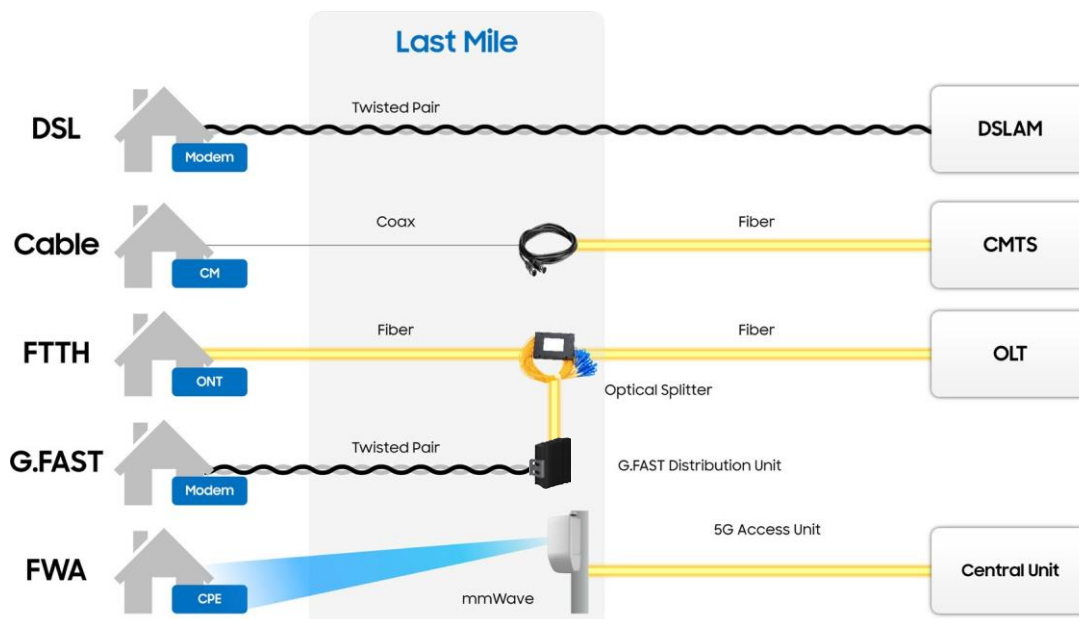 Last Mile
DSL
Modem
Twisted Pair
DSLAM
Cable
CM
Coax
Fiber
CMTS
FTTH
ONT
Fiber
Fiber
OLT
Optical Splitter
G.FAST
Modem
Twisted Pair
G.FAST Distribution Unit
FWA
CPE
mmWave
5G Access Unit
Central Unit